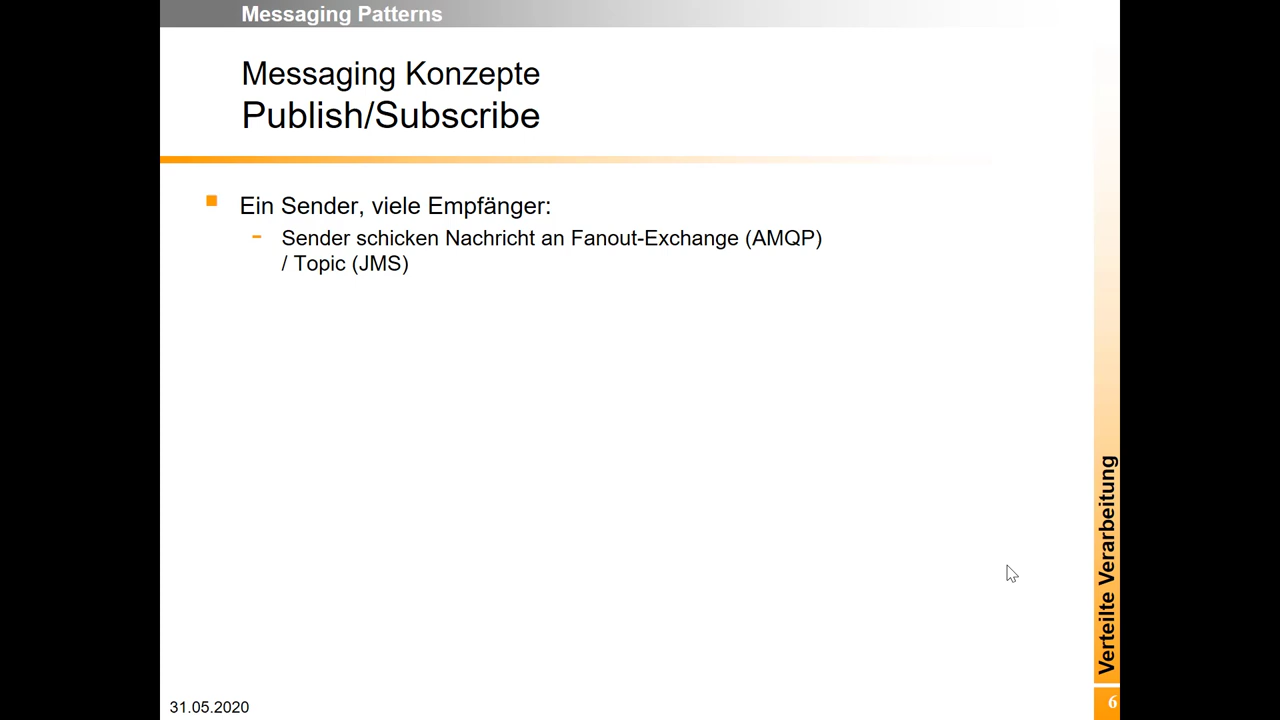 Messaging Patterns
Messaging Konzepte
Publish/Subscribe
Ein Sender, viele Empfänger:
- Sender schicken Nachricht an Fanout-Exchange (AMQP)
/ Topic (JMS)
Verteilte Verarbeitung
31.05.2020
6